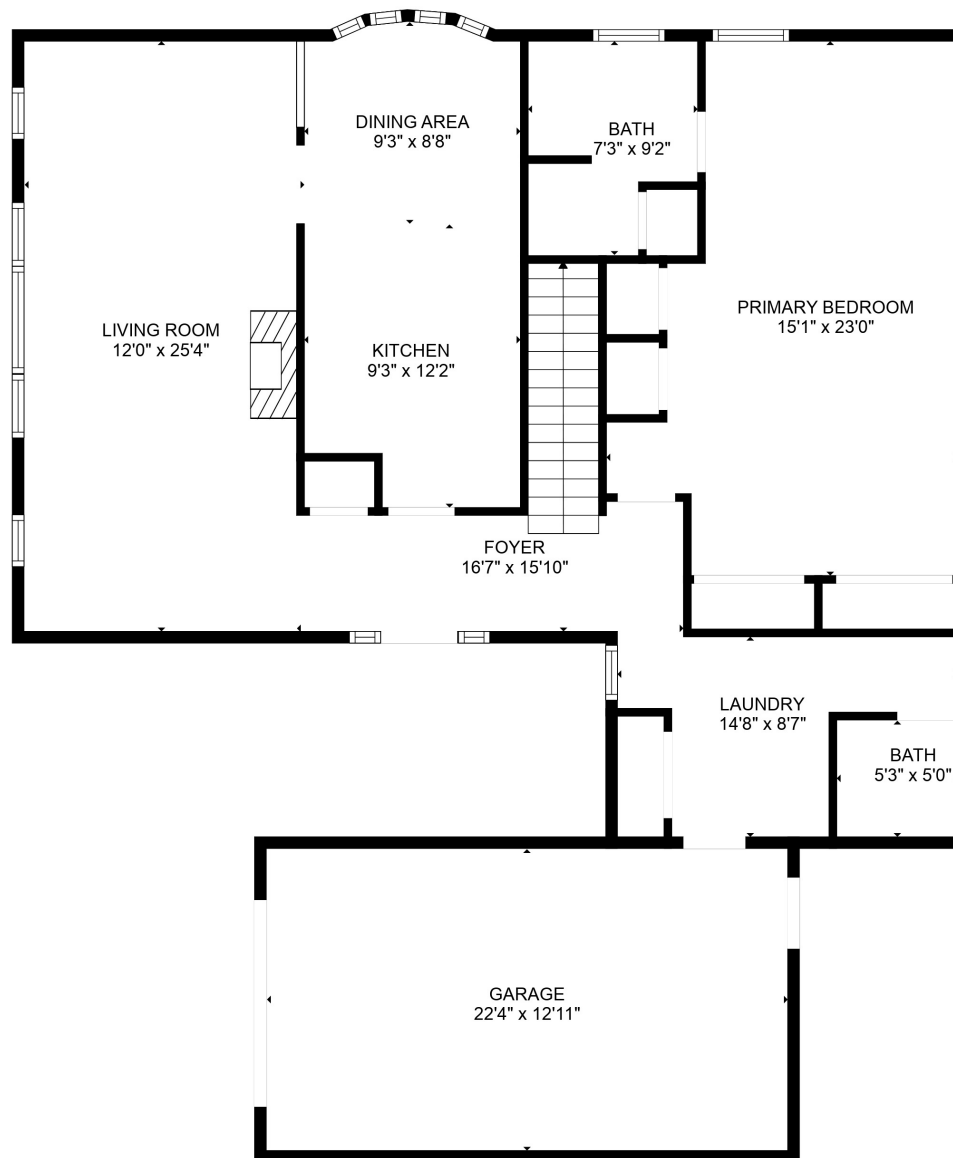 DINING AREA
9'3" x 8'8"
BATH
7'3" x 9'2"
LIVING ROOM
12'0" x 25'4"
KITCHEN
9'3" x 12'2"
PRIMARY BEDROOM
15'1" x 23'0"
FOYER
16'7" x 15'10"
LAUNDRY
14'8" x 8'7"
BATH
5'3" x 5'0"
GARAGE
22'4" x 12'11"